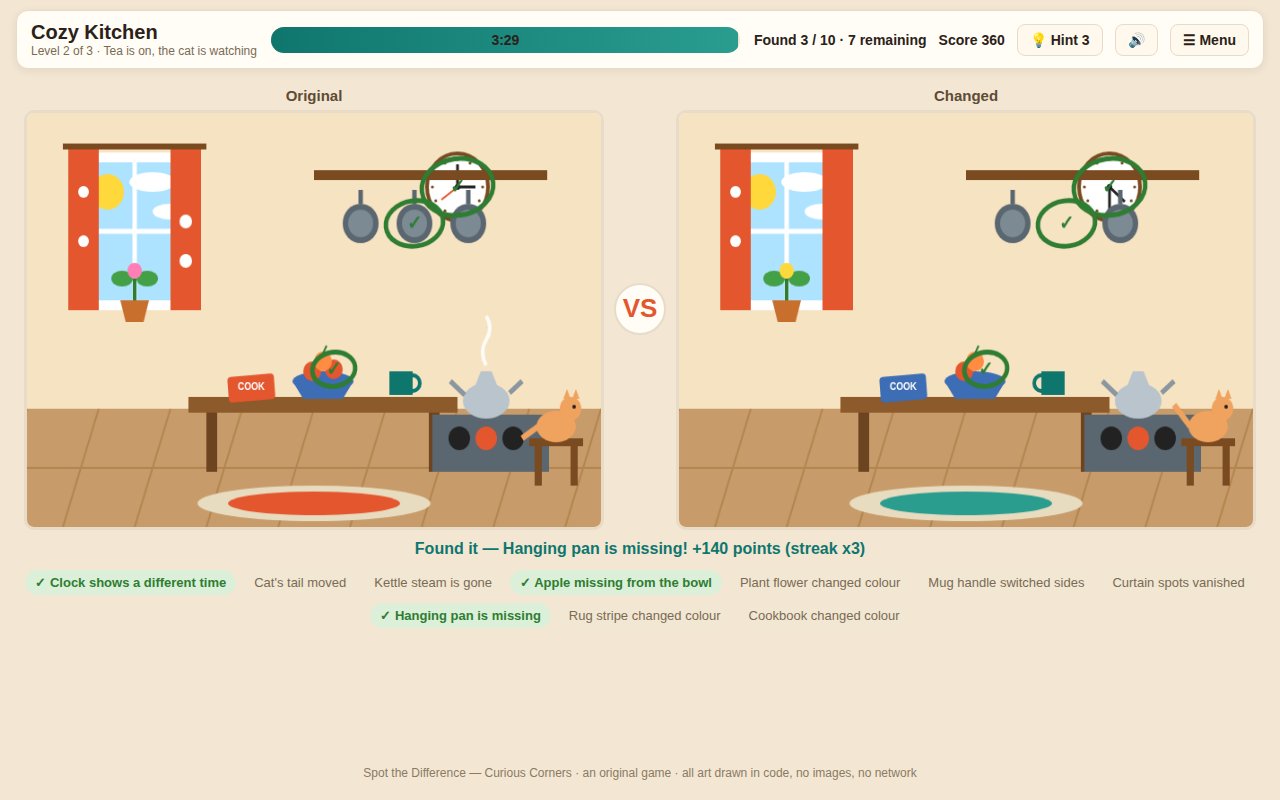 Cozy Kitchen
Level 2 of 3 · Tea is on, the cat is watching
3:29
Found 3 / 10 · 7 remaining
Score 360
💡 Hint 3
🔊
☰ Menu
Original
Changed
VS
COOK
COOK
Found it — Hanging pan is missing! +140 points (streak x3)
✓ Clock shows a different time
Cat's tail moved
Kettle steam is gone
✓ Apple missing from the bowl
Plant flower changed colour
Mug handle switched sides
Curtain spots vanished
✓ Hanging pan is missing
Rug stripe changed colour
Cookbook changed colour
Spot the Difference — Curious Corners · an original game · all art drawn in code, no images, no network